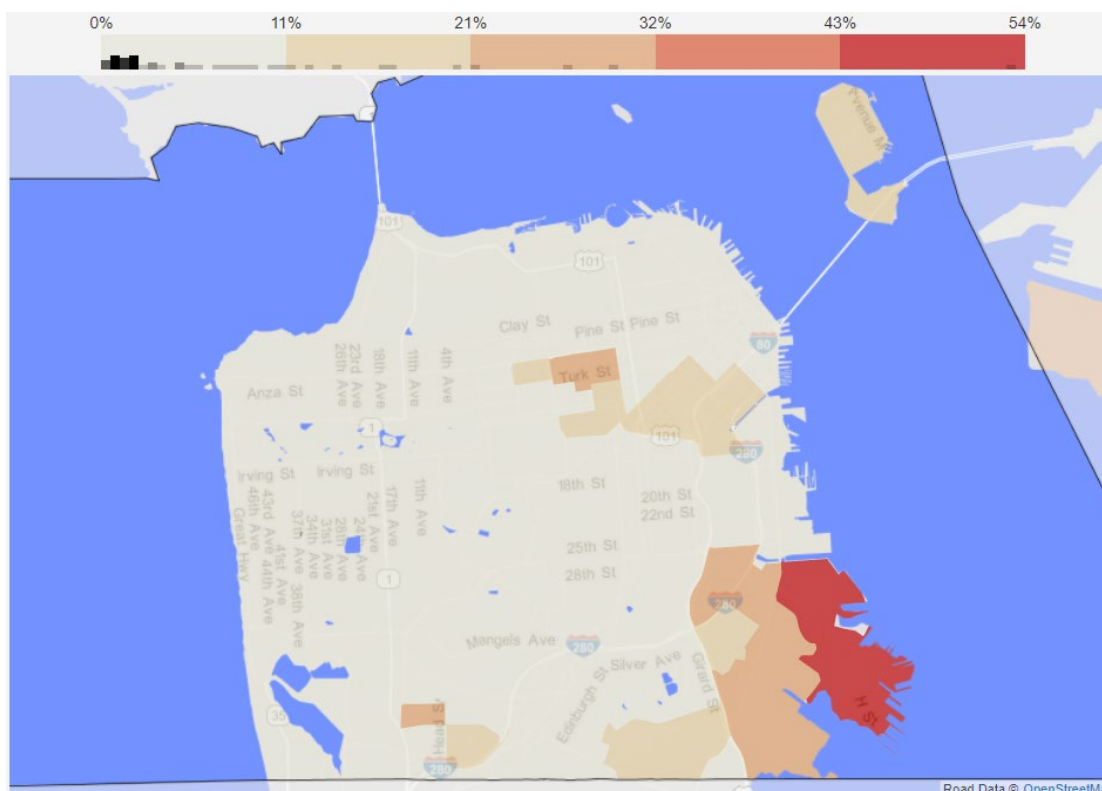 0% 11% 21% 32% 43% 54%
Avenue M
101
101
Clay St
Pine St Pine St
80
26th Ave
23rd Ave
18th Ave
11th Ave
4th Ave
Turk St
Anza St
1
101
280
Irving St
Irving St
18th St
20th St
22nd St
Great Hwy
46th Ave
43rd Ave
44th Ave
41st Ave
37th Ave
38th Ave
34th Ave
31st Ave
28th Ave
24th Ave
21st Ave
17th Ave
11th Ave
25th St
28th St
1
280
Mangels Ave
280
Silver Ave
Edinburgh St
Girard St
H St
35
Head St
280
Road Data © OpenStreetM